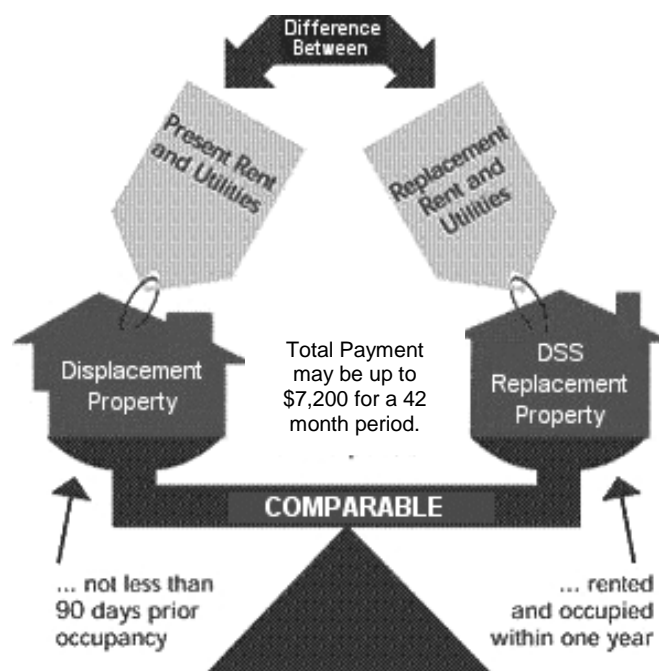 Difference
Between
Present Rent
and Utilities
Replacement
Rent and
Utilities
Displacement
Property
Total Payment
may be up to
$7,200 for a 42
month period.
DSS
Replacement
Property
COMPARABLE
... not less than
90 days prior
occupancy
... rented
and occupied
within one year